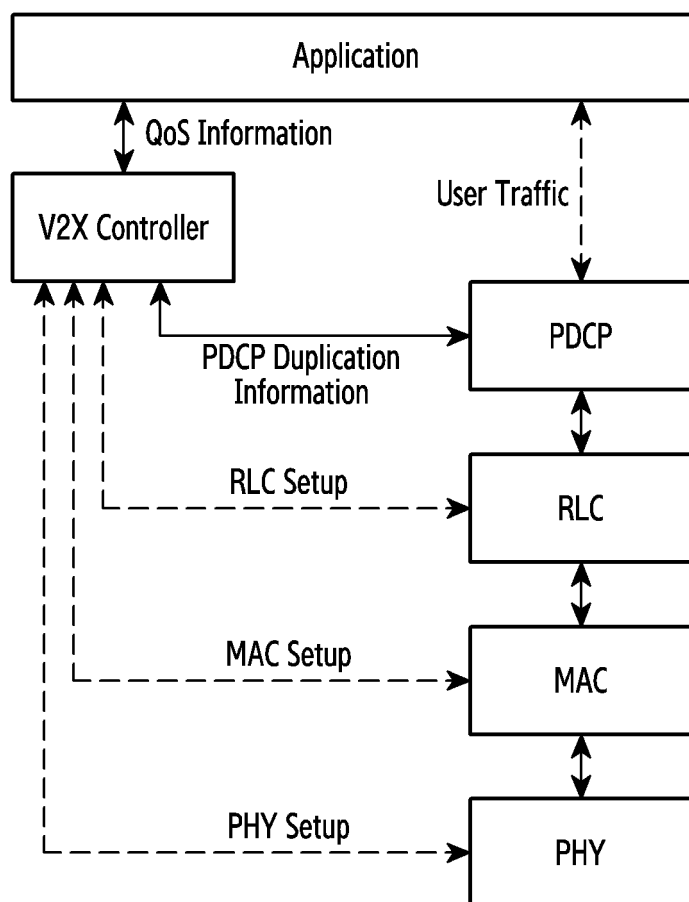 Application
QoS Information
User Traffic
V2X Controller
PDCP
PDCP Duplication
Information
RLC Setup
RLC
MAC Setup
MAC
PHY Setup
PHY